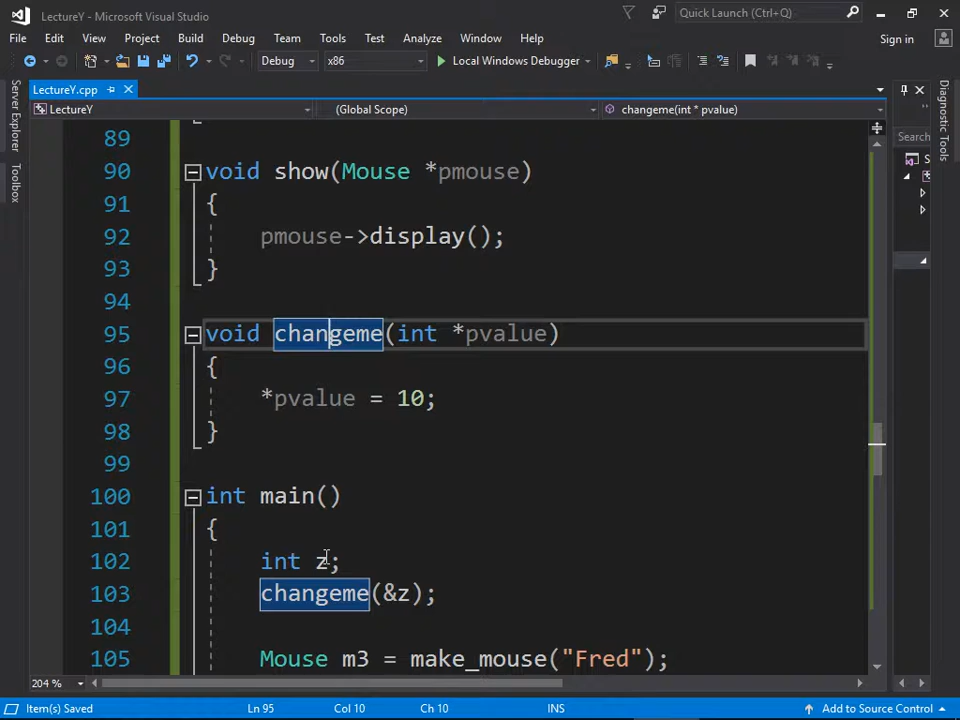 LectureY - Microsoft Visual Studio
Quick Launch (Ctrl+Q)
File Edit View Project Build Debug Team Tools Test Analyze Window Help
Sign in
Debug x86 Local Windows Debugger
LectureY.cpp
LectureY (Global Scope) changeme(int * pvalue)
Server Explorer
Toolbox
Diagnostic Tools
Search
89
90 void show(Mouse *pmouse)
91 {
92 pmouse->display();
93 }
94
95 void changeme(int *pvalue)
96 {
97 *pvalue = 10;
98 }
99
100 int main()
101 {
102 int z;
103 changeme(&z);
104
105 Mouse m3 = make_mouse("Fred");
204 %
Item(s) Saved Ln 95 Col 10 Ch 10 INS Add to Source Control